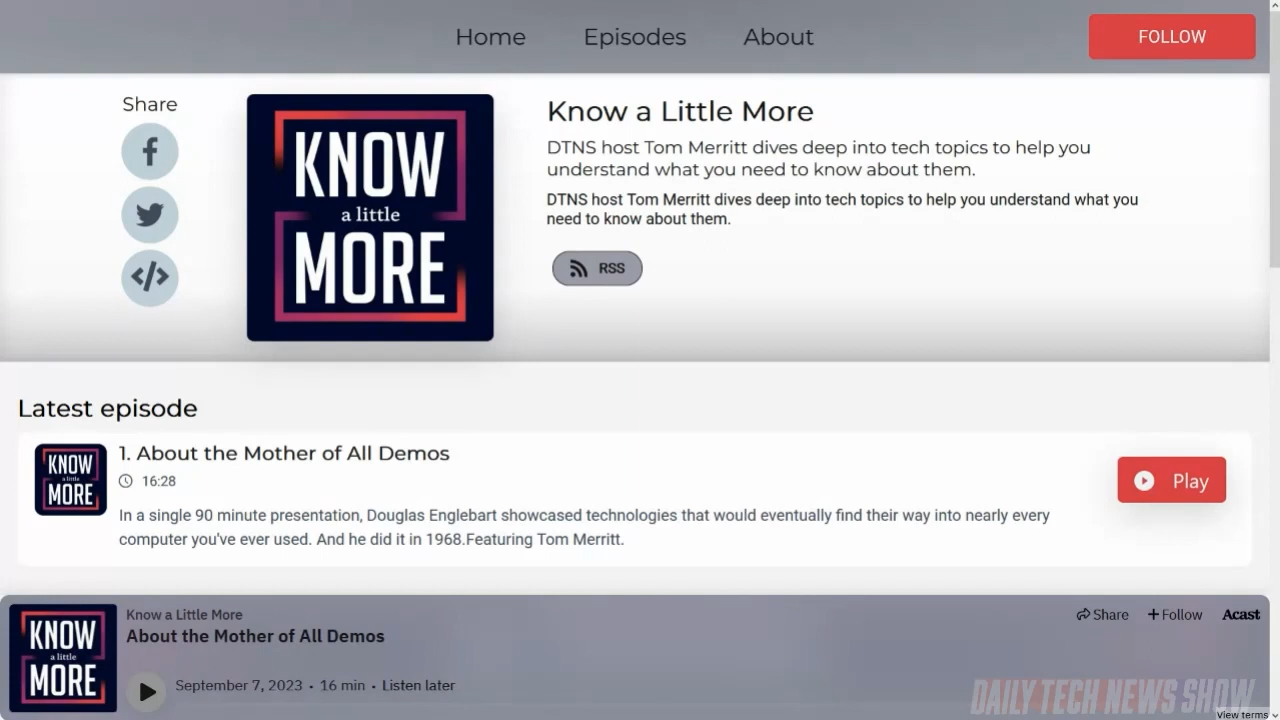 Home Episodes About FOLLOW
Share
KNOW
a little
MORE
Know a Little More
DTNS host Tom Merritt dives deep into tech topics to help you
understand what you need to know about them.
DTNS host Tom Merritt dives deep into tech topics to help you understand what you
need to know about them.
RSS
Latest episode
KNOW
a little
MORE
1. About the Mother of All Demos
16:28
In a single 90 minute presentation, Douglas Englebart showcased technologies that would eventually find their way into nearly every
computer you've ever used. And he did it in 1968.Featuring Tom Merritt.
Play
KNOW
a little
MORE
Know a Little More
About the Mother of All Demos
September 7, 2023 • 16 min • Listen later
Share + Follow Acast
DAILY TECH NEWS SHOW
View terms